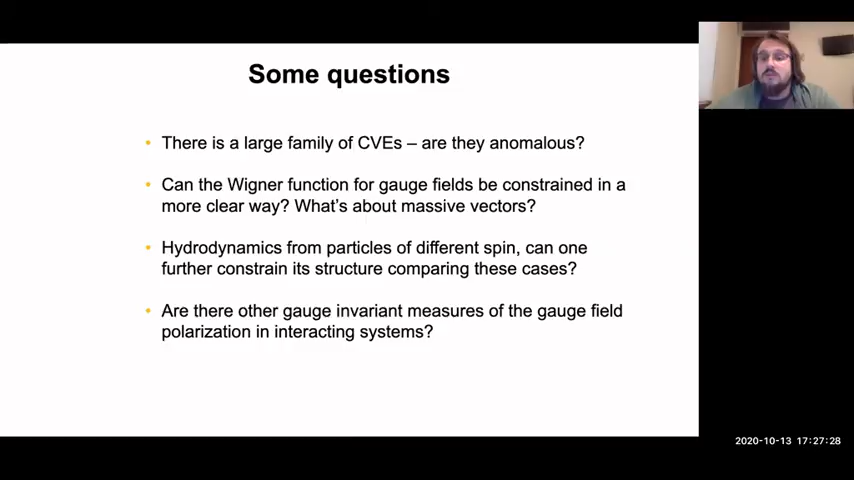 Some questions
• There is a large family of CVEs – are they anomalous?
• Can the Wigner function for gauge fields be constrained in a
more clear way? What's about massive vectors?
• Hydrodynamics from particles of different spin, can one
further constrain its structure comparing these cases?
• Are there other gauge invariant measures of the gauge field
polarization in interacting systems?
2020-10-13 17:27:28